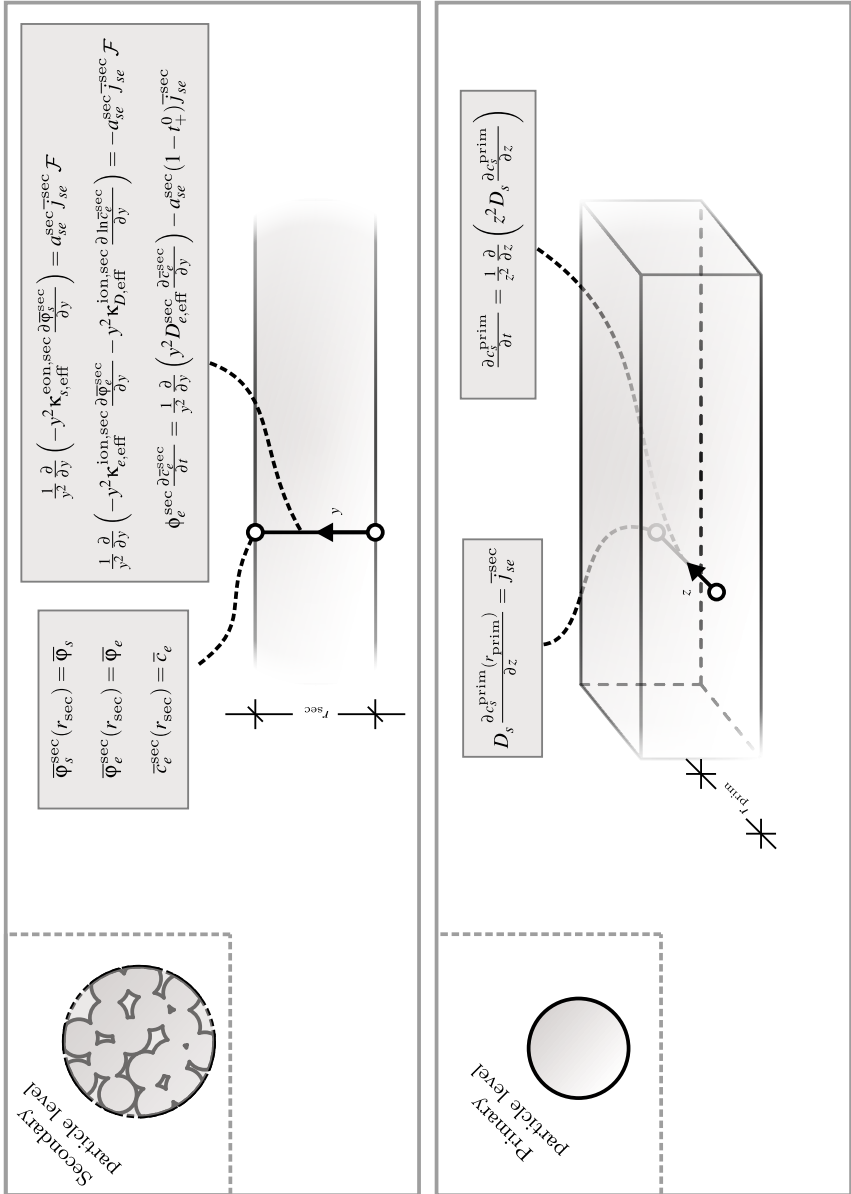 Secondary
particle level
$\overline{\varphi}_s^{\text{sec}}(r_{\text{sec}}) = \overline{\varphi}_s$
$\overline{\varphi}_e^{\text{sec}}(r_{\text{sec}}) = \overline{\varphi}_e$
$\overline{c}_e^{\text{sec}}(r_{\text{sec}}) = \overline{c}_e$
$\frac{1}{y^2}\frac{\partial}{\partial y}\left(-y^2 \kappa_{s,\text{eff}}^{\text{eon,sec}} \frac{\partial \overline{\varphi}_s^{\text{sec}}}{\partial y}\right) = a_{se}^{\text{sec}} \overline{j}_{se}^{\text{sec}} \mathcal{F}$
$\frac{1}{y^2}\frac{\partial}{\partial y}\left(-y^2 \kappa_{e,\text{eff}}^{\text{ion,sec}} \frac{\partial \overline{\varphi}_e^{\text{sec}}}{\partial y} - y^2 \kappa_{D,\text{eff}}^{\text{ion,sec}} \frac{\partial \ln \overline{c}_e^{\text{sec}}}{\partial y}\right) = -a_{se}^{\text{sec}} \overline{j}_{se}^{\text{sec}} \mathcal{F}$
$\phi_e^{\text{sec}} \frac{\partial \overline{c}_e^{\text{sec}}}{\partial t} = \frac{1}{y^2}\frac{\partial}{\partial y}\left(y^2 D_{e,\text{eff}}^{\text{sec}} \frac{\partial \overline{c}_e^{\text{sec}}}{\partial y}\right) - a_{se}^{\text{sec}}(1 - t_+^0)\overline{j}_{se}^{\text{sec}}$
$r_{\text{sec}}$
$y$
Primary
particle level
$D_s \frac{\partial c_s^{\text{prim}}(r_{\text{prim}})}{\partial z} = \overline{j}_{se}^{\text{sec}}$
$\frac{\partial c_s^{\text{prim}}}{\partial t} = \frac{1}{z^2}\frac{\partial}{\partial z}\left(z^2 D_s \frac{\partial c_s^{\text{prim}}}{\partial z}\right)$
$r_{\text{prim}}$
$z$